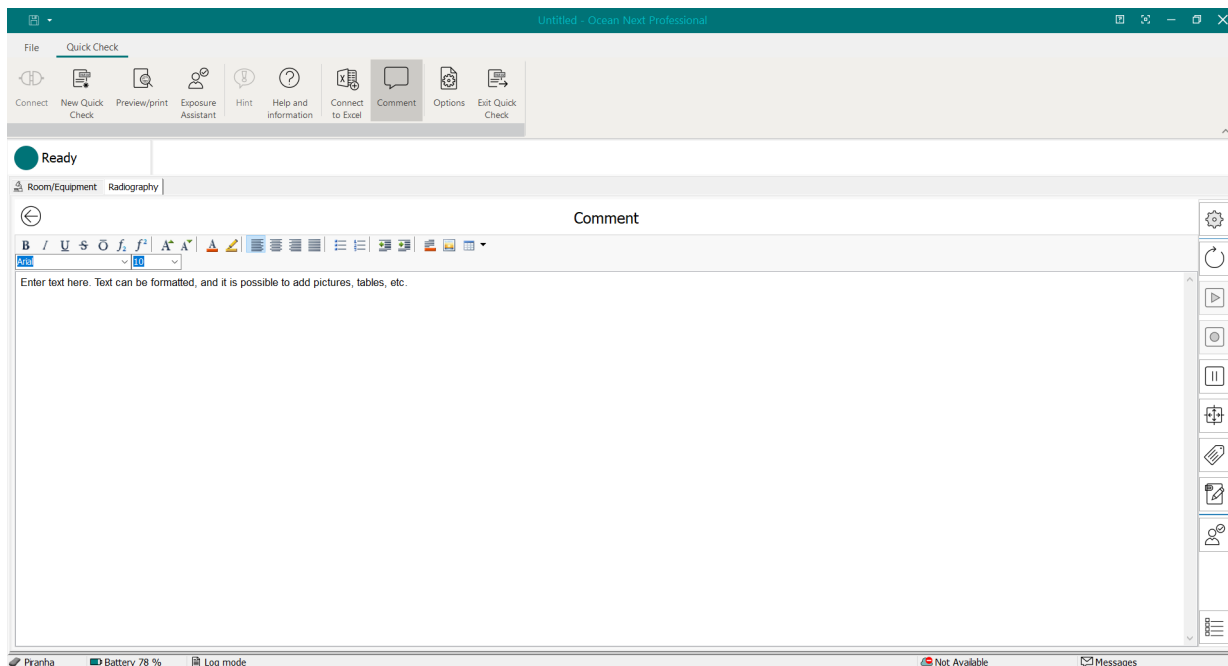 Untitled - Ocean Next Professional
File Quick Check
Connect New Quick Check Preview/print Exposure Assistant Hint Help and information Connect to Excel Comment Options Exit Quick Check
Ready
Room/Equipment Radiography
Comment
B I U S O f₂ f² A A A
Arial 10
Enter text here. Text can be formatted, and it is possible to add pictures, tables, etc.
Piranha Battery 78 % Log mode Not Available Messages